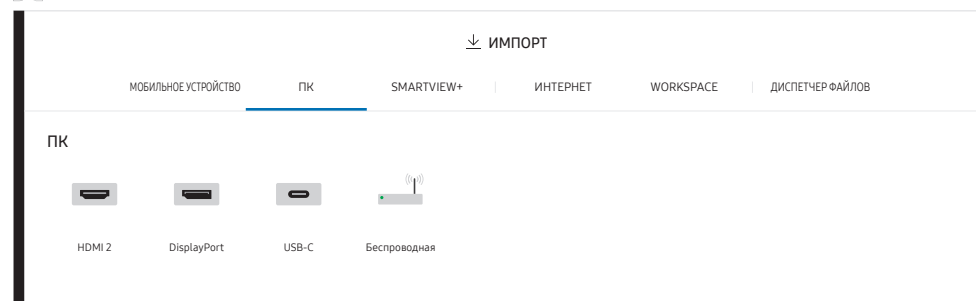 ИМПОРТ
МОБИЛЬНОЕ УСТРОЙСТВО ПК SMARTVIEW+ ИНТЕРНЕТ WORKSPACE ДИСПЕТЧЕР ФАЙЛОВ
ПК
HDMI 2 DisplayPort USB-C Беспроводная